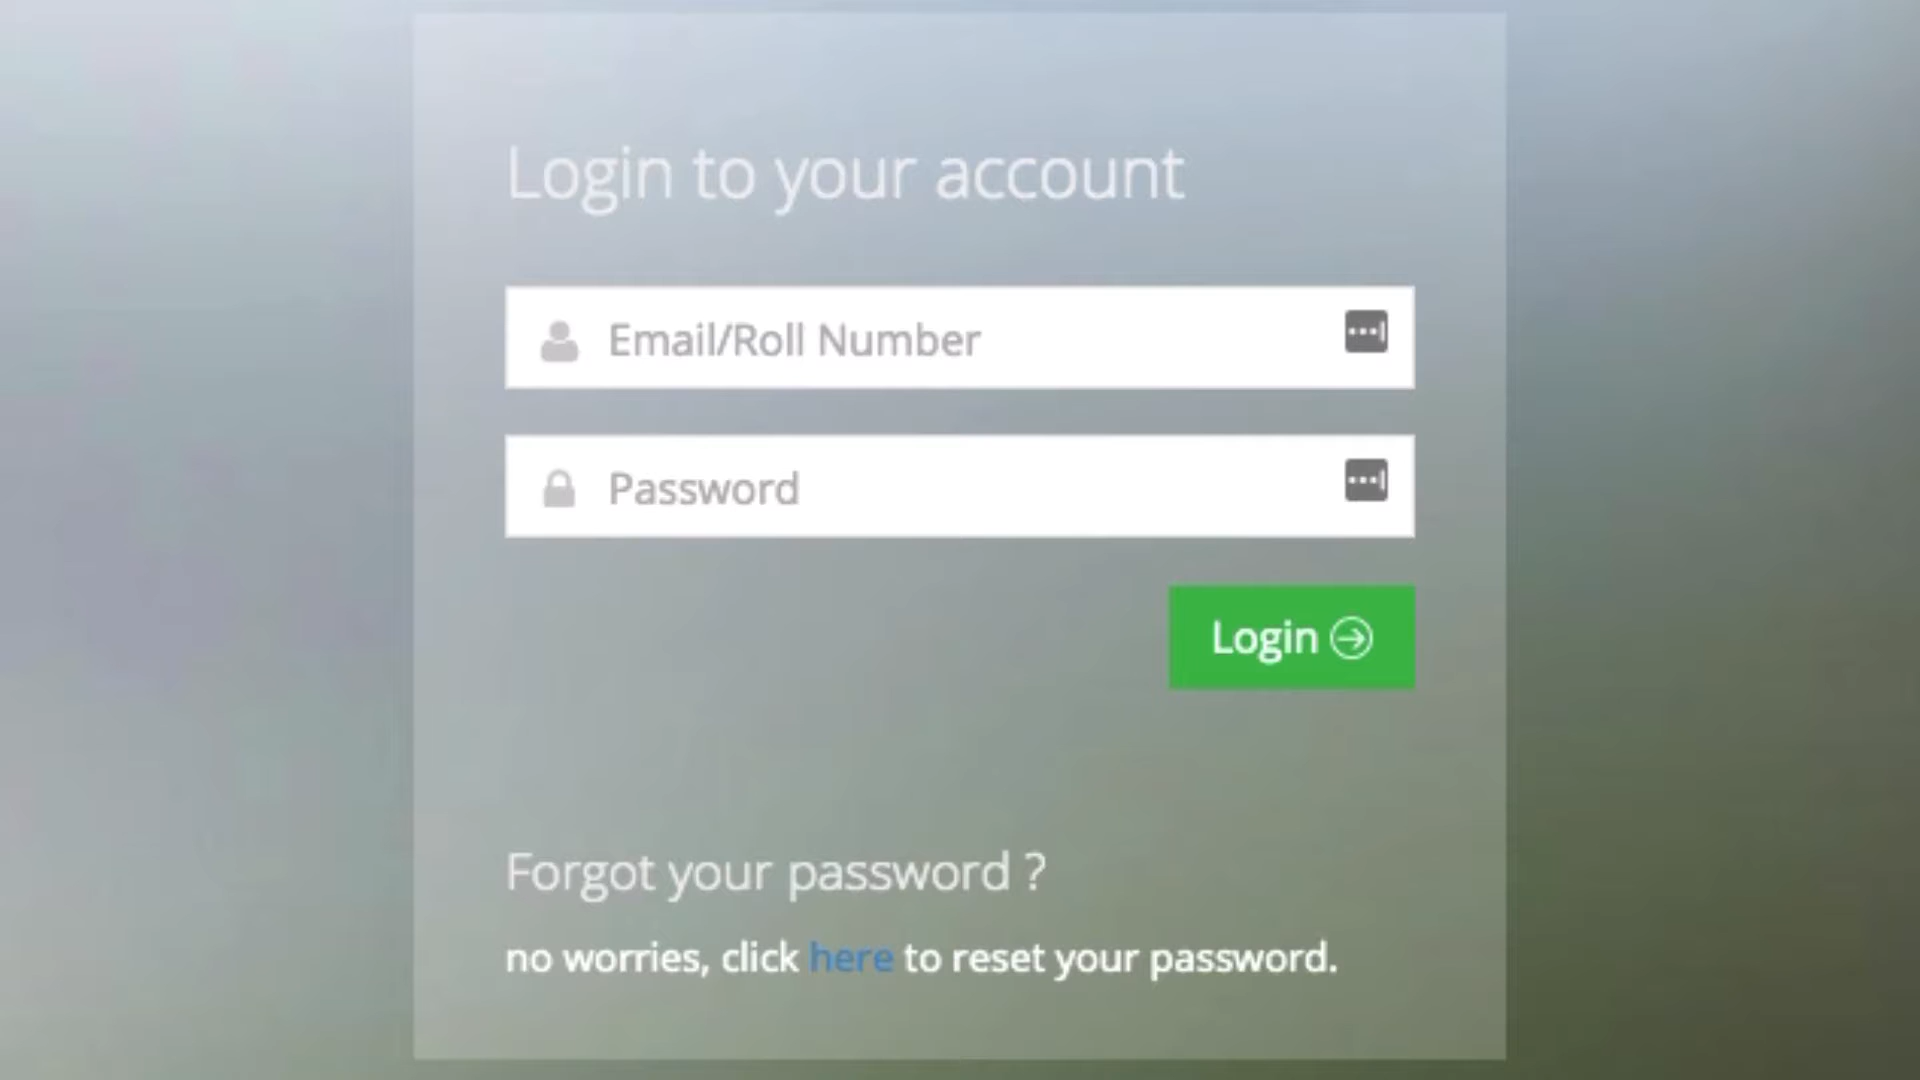 Login to your account
Email/Roll Number
Password
Login
Forgot your password ?
no worries, click here to reset your password.